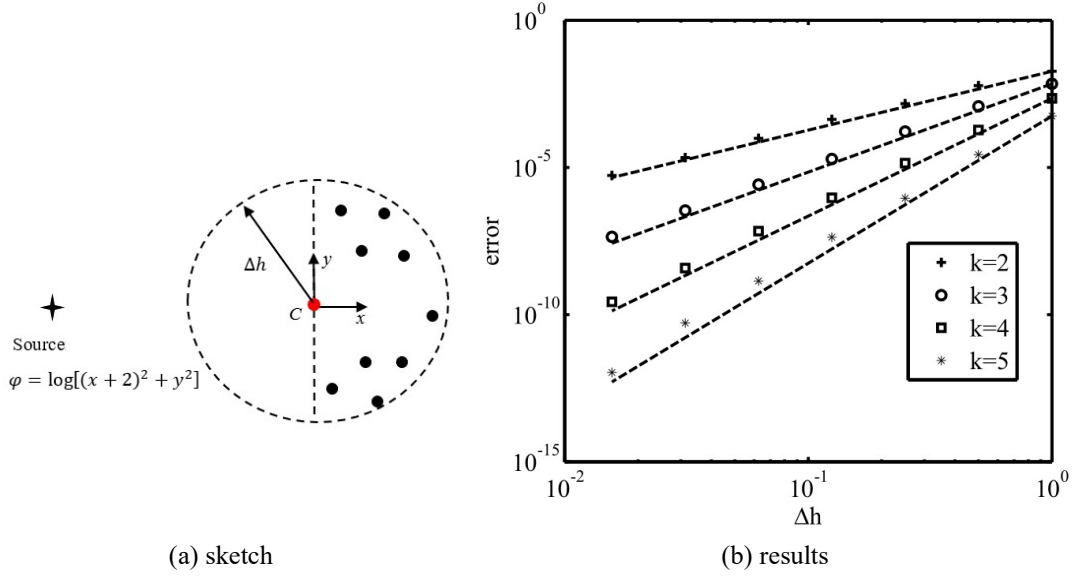 Δh
y
C
x
Source
φ = log[(x + 2)² + y²]
(a) sketch
10⁰
10⁻⁵
10⁻¹⁰
10⁻¹⁵
error
k=2
k=3
k=4
k=5
10⁻² 10⁻¹ 10⁰
Δh
(b) results